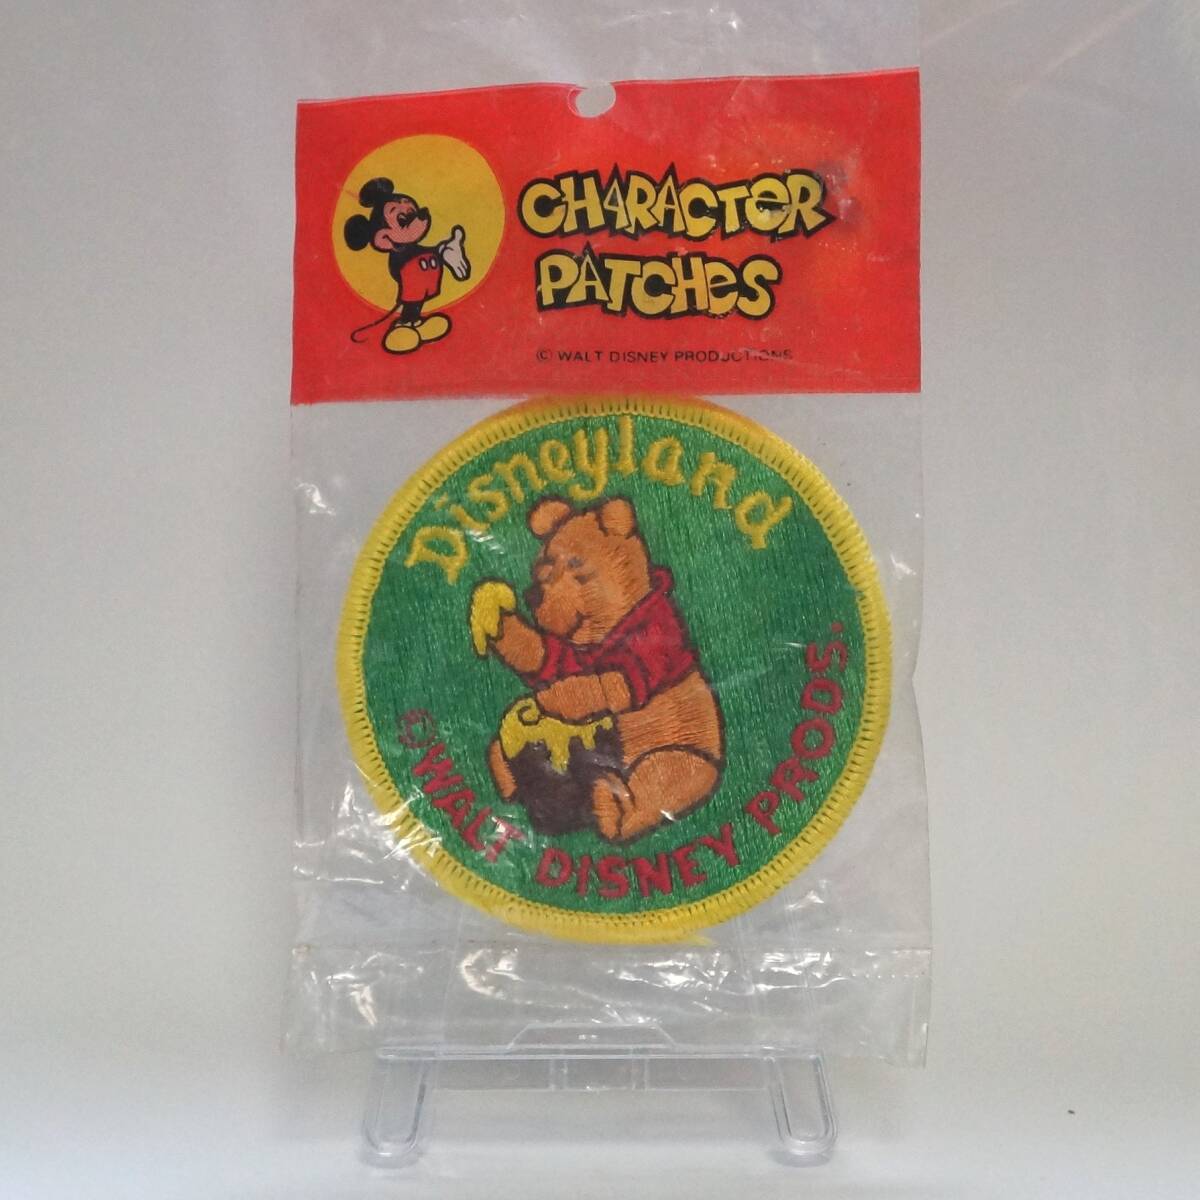 CHARACTER
PATCHES
© WALT DISNEY PRODUCTIONS
Disneyland
© WALT DISNEY PRODS.